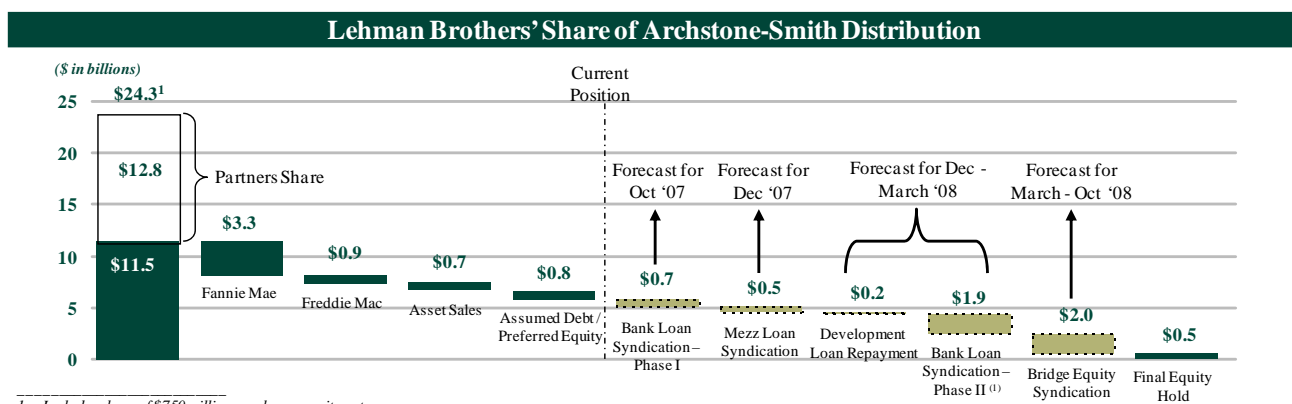 Lehman Brothers' Share of Archstone-Smith Distribution
($ in billions)
Current
Position
$24.3¹
25
20
15
10
5
0
$12.8
Partners Share
$11.5
$3.3
Fannie Mae
$0.9
Freddie Mac
$0.7
Asset Sales
$0.8
Assumed Debt /
Preferred Equity
Forecast for
Oct '07
$0.7
Bank Loan
Syndication –
Phase I
Forecast for
Dec '07
$0.5
Mezz Loan
Syndication
Forecast for Dec -
March '08
$0.2
Development
Loan Repayment
$1.9
Bank Loan
Syndication –
Phase II (1)
Forecast for
March - Oct '08
$2.0
Bridge Equity
Syndication
$0.5
Final Equity
Hold